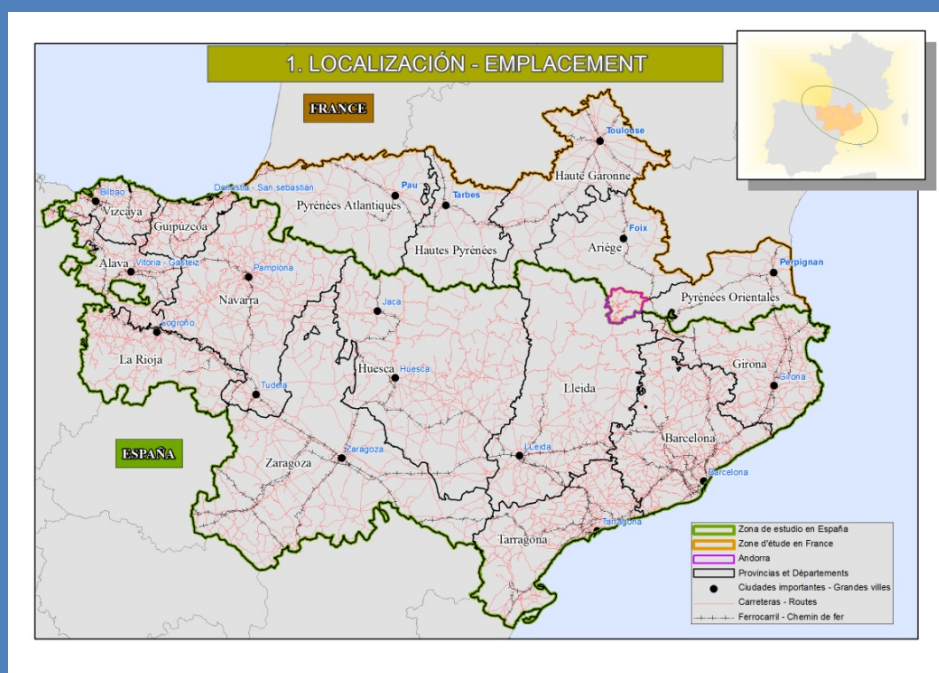 1. LOCALIZACIÓN - EMPLACEMENT
FRANCE
Toulouse
Haute Garonne
Donostia - San sebastián
Bilbao
Pau
Tarbes
Vizcaya
Guipúzcoa
Pyrénées Atlantiques
Foix
Hautes Pyrénées
Ariège
Alava
Vitoria - Gasteiz
Pamplona
Perpignan
Navarra
Pyrénées Orientales
Jaca
Logroño
La Rioja
Huesca
Huesca
Girona
Tudela
Lleida
Girona
Barcelona
ESPAÑA
Zaragoza
Zaragoza
LLeida
Barcelona
Tarragona
Tarragona
Zona de estudio en España
Zone d'étude en France
Andorra
Provincias et Départements
Ciudades importantes - Grandes villes
Carreteras - Routes
Ferrocarril - Chemin de fer